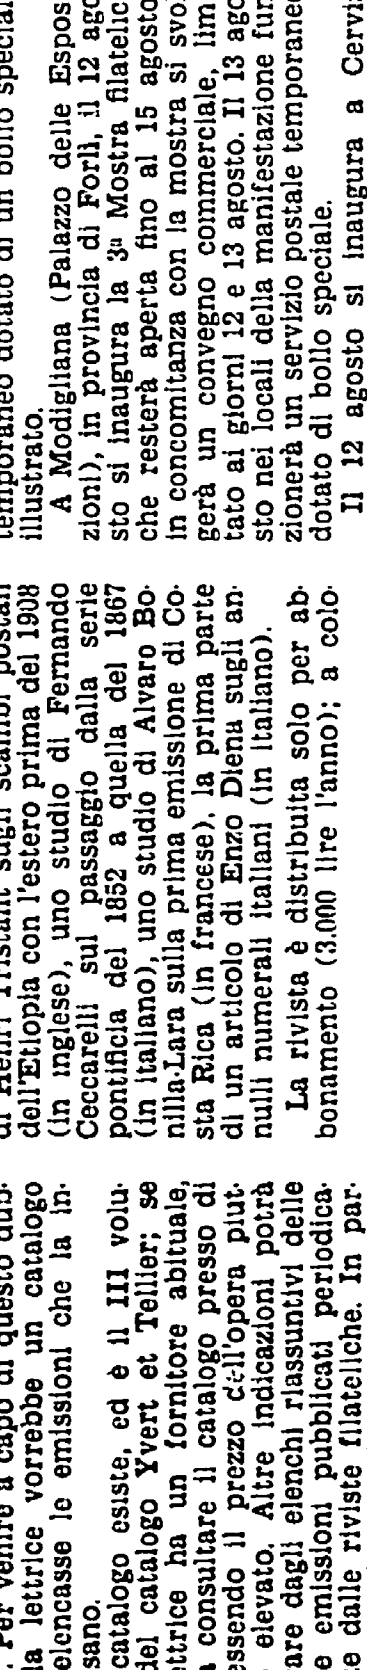 . Per venire a capo di questo dub-
la lettrice vorrebbe un catalogo
elencasse le emissioni che la in-
sano.
catalogo esiste, ed è il III volu-
del catalogo Yvert et Tellier; se
ttrice ha un fornitore abituale,
a consultare il catalogo presso di
essendo il prezzo dell'opera piut-
elevato. Altre indicazioni potrà
are dagli elenchi riassuntivi delle
e emissioni pubblicati periodica-
e dalle riviste filateliche. In par-
di Henri Tristant sugli scambi postali
dell'Etiopia con l'estero prima del 1908
(in inglese), uno studio di Fernando
Ceccarelli sul passaggio dalla serie
pontificia del 1852 a quella del 1867
(in italiano), uno studio di Alvaro Bo-
nilla-Lara sulla prima emissione di Co-
sta Rica (in francese), la prima parte
di un articolo di Enzo Diena sugli an-
nulli numerali italiani (in italiano).
La rivista è distribuita solo per ab-
bonamento (3.000 lire l'anno); a colo-
temporaneo dotato di un bollo special
illustrato.
A Modigliana (Palazzo delle Espos
zioni), in provincia di Forlì, il 12 ago
sto si inaugura la 3ª Mostra filatelic
che resterà aperta fino al 15 agosto
in concomitanza con la mostra si svo
gerà un convegno commerciale, lim
tato ai giorni 12 e 13 agosto. Il 13 ago
sto nei locali della manifestazione fun
zionerà un servizio postale temporaneo
dotato di bollo speciale.
Il 12 agosto si inaugura a Cervia